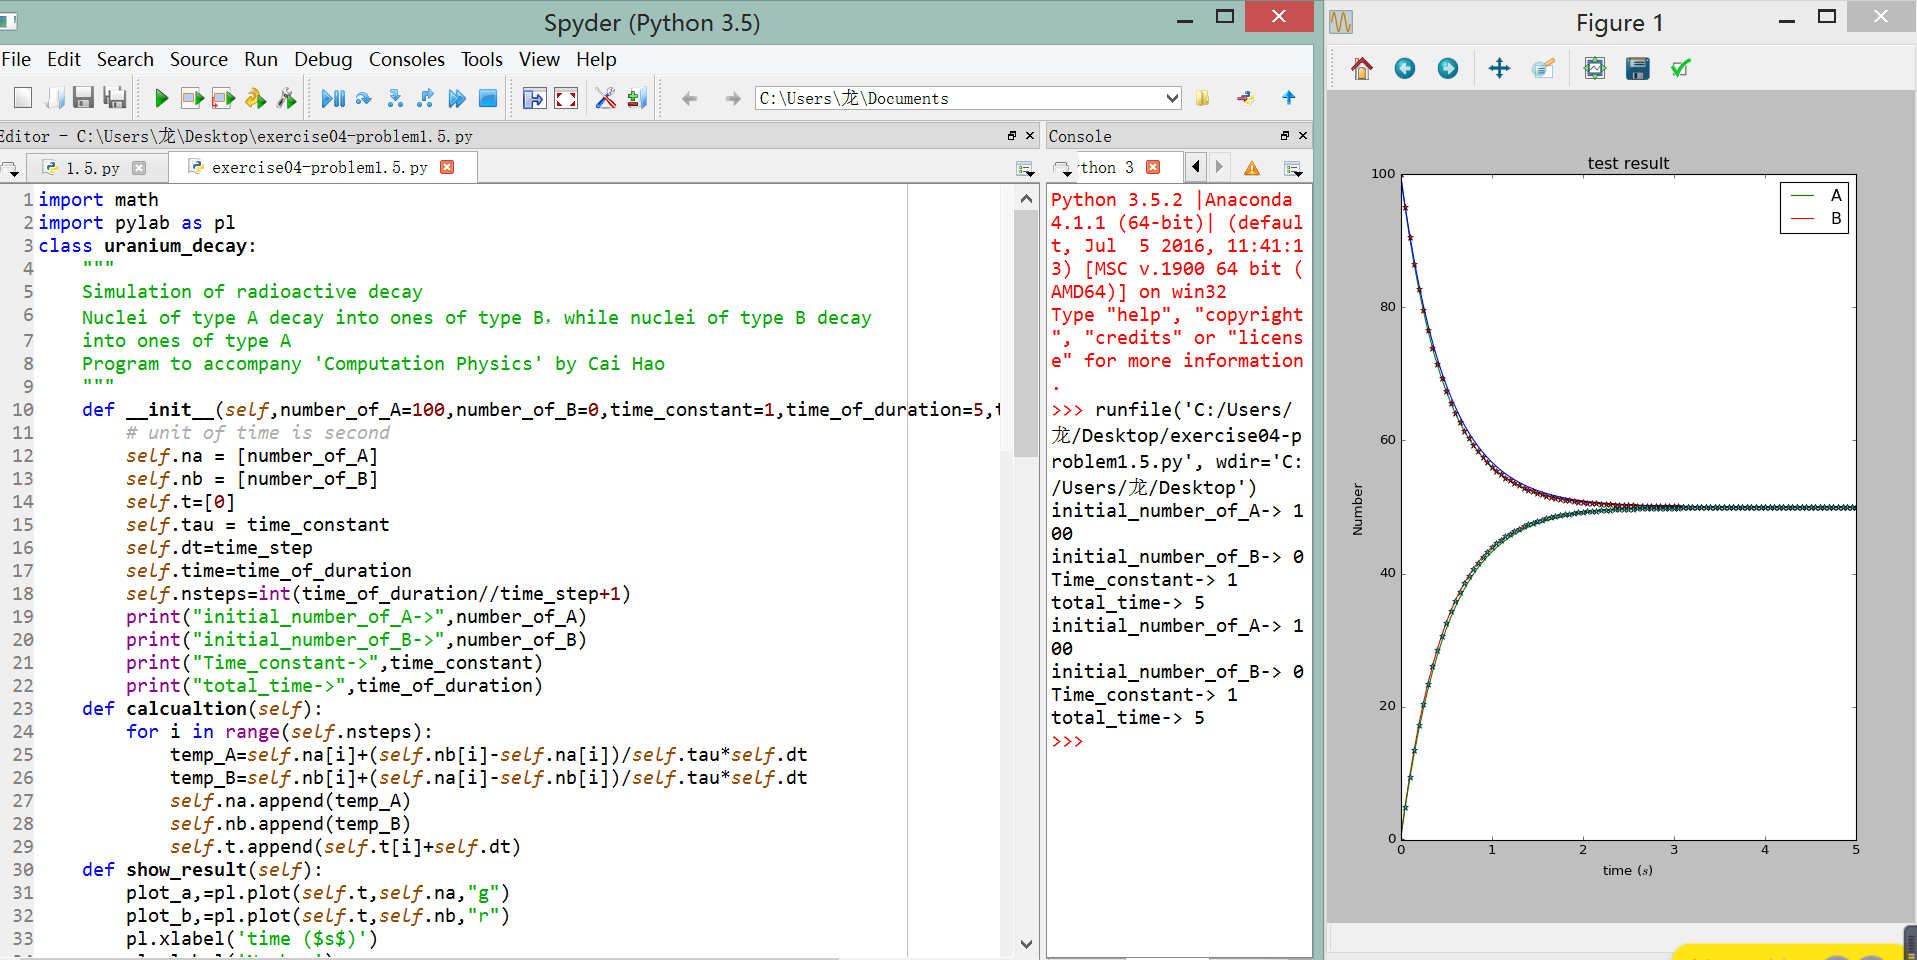 Spyder (Python 3.5)
File Edit Search Source Run Debug Consoles Tools View Help
C:\Users\龙\Documents
Editor - C:\Users\龙\Desktop\exercise04-problem1.5.py
1.5.py
exercise04-problem1.5.py
1 import math
2 import pylab as pl
3 class uranium_decay:
4 """
5 Simulation of radioactive decay
6 Nuclei of type A decay into ones of type B，while nuclei of type B decay
7 into ones of type A
8 Program to accompany 'Computation Physics' by Cai Hao
9 """
10 def __init__(self,number_of_A=100,number_of_B=0,time_constant=1,time_of_duration=5,t
11 # unit of time is second
12 self.na = [number_of_A]
13 self.nb = [number_of_B]
14 self.t=[0]
15 self.tau = time_constant
16 self.dt=time_step
17 self.time=time_of_duration
18 self.nsteps=int(time_of_duration//time_step+1)
19 print("initial_number_of_A->",number_of_A)
20 print("initial_number_of_B->",number_of_B)
21 print("Time_constant->",time_constant)
22 print("total_time->",time_of_duration)
23 def calcualtion(self):
24 for i in range(self.nsteps):
25 temp_A=self.na[i]+(self.nb[i]-self.na[i])/self.tau*self.dt
26 temp_B=self.nb[i]+(self.na[i]-self.nb[i])/self.tau*self.dt
27 self.na.append(temp_A)
28 self.nb.append(temp_B)
29 self.t.append(self.t[i]+self.dt)
30 def show_result(self):
31 plot_a,=pl.plot(self.t,self.na,"g")
32 plot_b,=pl.plot(self.t,self.nb,"r")
33 pl.xlabel('time ($s$)')
Console
thon 3
Python 3.5.2 |Anaconda
4.1.1 (64-bit)| (defaul
t, Jul  5 2016, 11:41:1
3) [MSC v.1900 64 bit (
AMD64)] on win32
Type "help", "copyright
", "credits" or "licens
e" for more information
.
>>> runfile('C:/Users/
龙/Desktop/exercise04-p
roblem1.5.py', wdir='C:
/Users/龙/Desktop')
initial_number_of_A-> 1
00
initial_number_of_B-> 0
Time_constant-> 1
total_time-> 5
initial_number_of_A-> 1
00
initial_number_of_B-> 0
Time_constant-> 1
total_time-> 5
>>>
Figure 1
test result
A
B
100
80
60
40
20
0
Number
0 1 2 3 4 5
time (s)